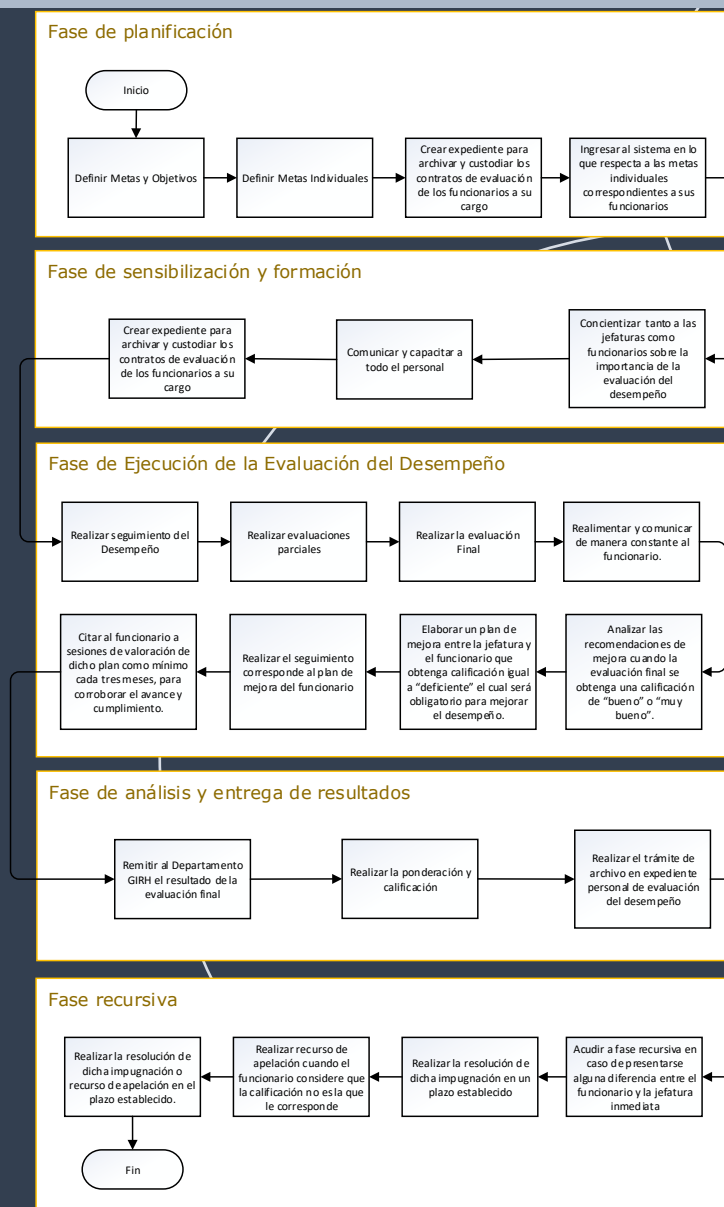 Fase de planificación
Inicio
Definir Metas y Objetivos
Definir Metas Individuales
Crear expediente para
archivar y custodiar los
contratos de evaluación
de los funcionarios a su
cargo
Ingresar al sistema en lo
que respecta a las metas
individuales
correspondientes a sus
funcionarios
Fase de sensibilización y formación
Crear expediente para
archivar y custodiar los
contratos de evaluación
de los funcionarios a su
cargo
Comunicar y capacitar a
todo el personal
Concientizar tanto a las
jefaturas como
funcionarios sobre la
importancia de la
evaluación del
desempeño
Fase de Ejecución de la Evaluación del Desempeño
Realizar seguimiento del
Desempeño
Realizar evaluaciones
parciales
Realizar la evaluación
Final
Realimentar y comunicar
de manera constante al
funcionario.
Citar al funcionario a
sesiones de valoración de
dicho plan como mínimo
cada tres meses, para
corroborar el avance y
cumplimiento.
Realizar el seguimiento
corresponde al plan de
mejora del funcionario
Elaborar un plan de
mejora entre la jefatura y
el funcionario que
obtenga calificación igual
a “deficiente” el cual será
obligatorio para mejorar
el desempeño.
Analizar las
recomendaciones de
mejora cuando la
evaluación final se
obtenga una calificación
de “bueno” o “muy
bueno”.
Fase de análisis y entrega de resultados
Remitir al Departamento
GIRH el resultado de la
evaluación final
Realizar la ponderación y
calificación
Realizar el trámite de
archivo en expediente
personal de evaluación
del desempeño
Fase recursiva
Realizar la resolución de
dicha impugnación o
recurso de apelación en el
plazo establecido.
Realizar recurso de
apelación cuando el
funcionario considere que
la calificación no es la que
le corresponde
Realizar la resolución de
dicha impugnación en un
plazo establecido
Acudir a fase recursiva en
caso de presentarse
alguna diferencia entre el
funcionario y la jefatura
inmediata
Fin